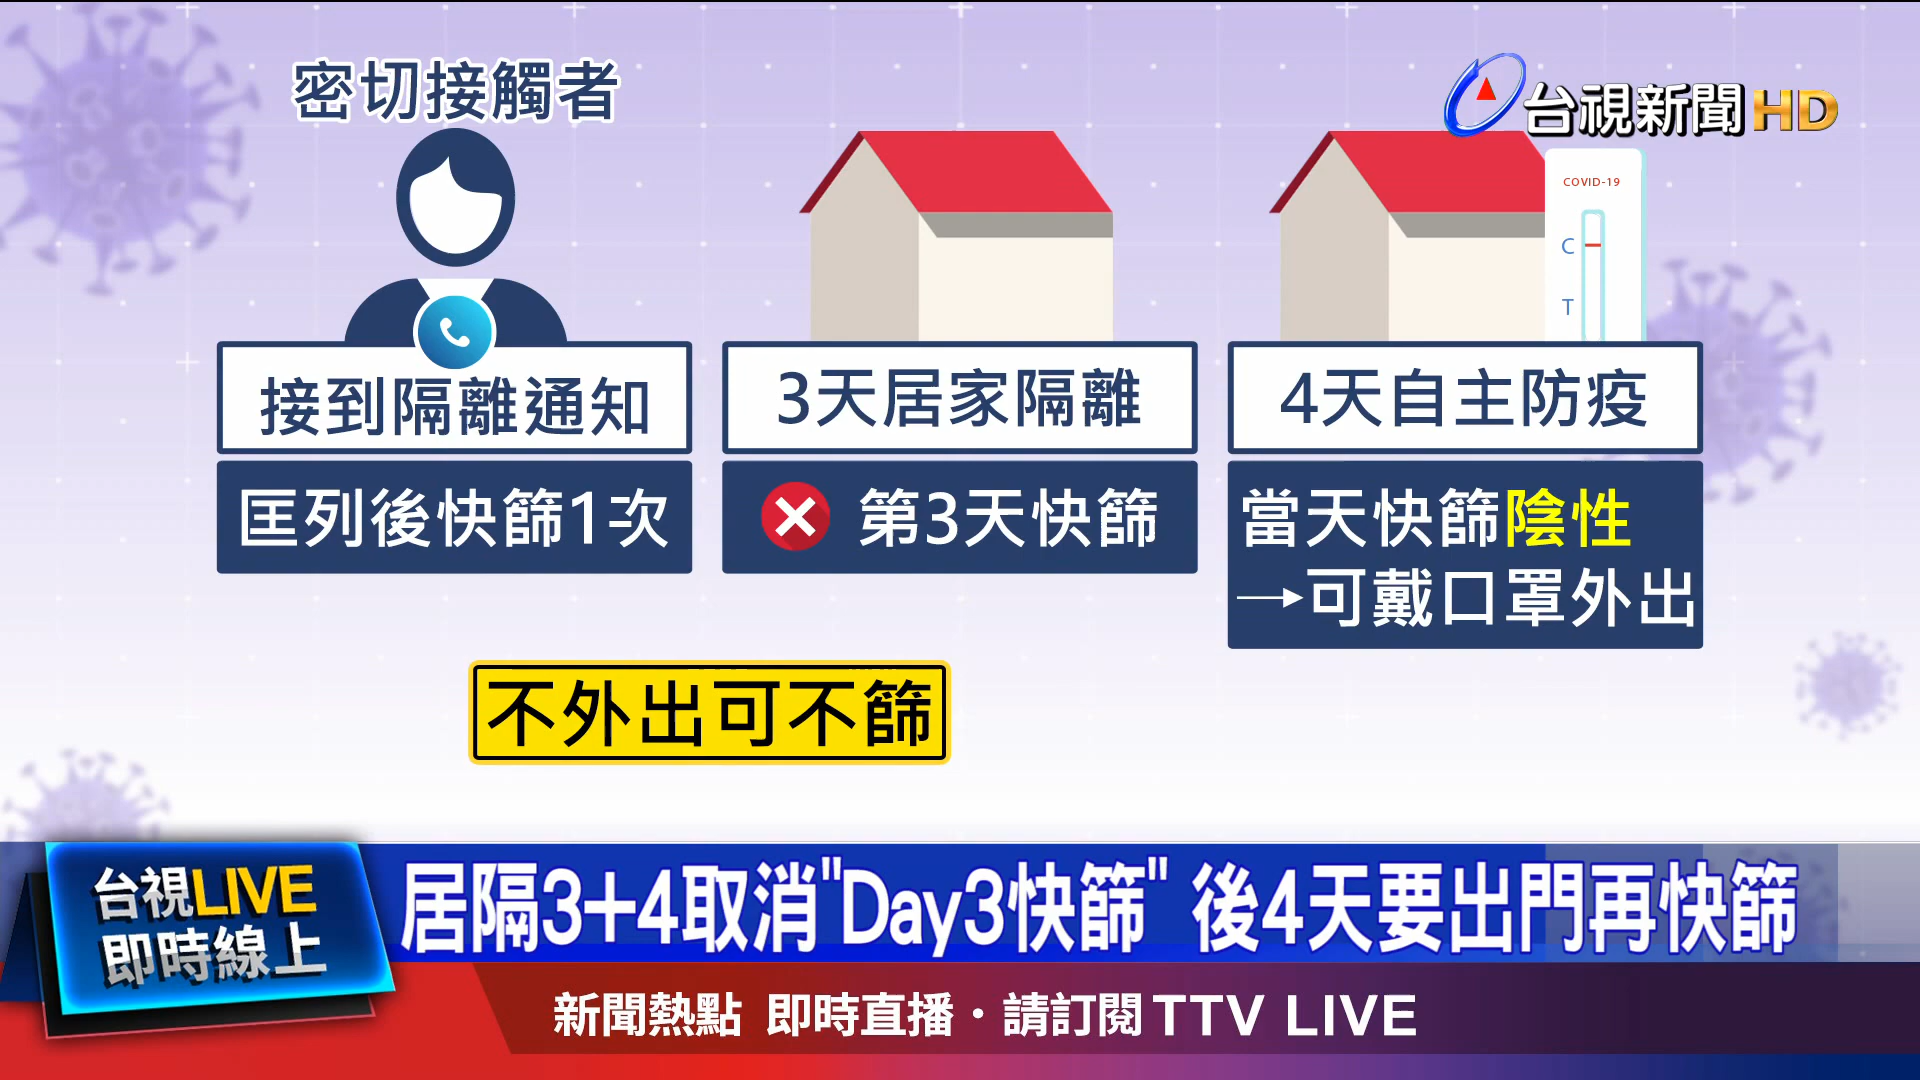 密切接觸者
台視新聞HD
COVID-19
C
T
接到隔離通知
匡列後快篩1次
3天居家隔離
第3天快篩
4天自主防疫
當天快篩陰性
→可戴口罩外出
不外出可不篩
台視LIVE
即時線上
居隔3+4取消"Day3快篩" 後4天要出門再快篩
新聞熱點 即時直播・請訂閱TTV LIVE